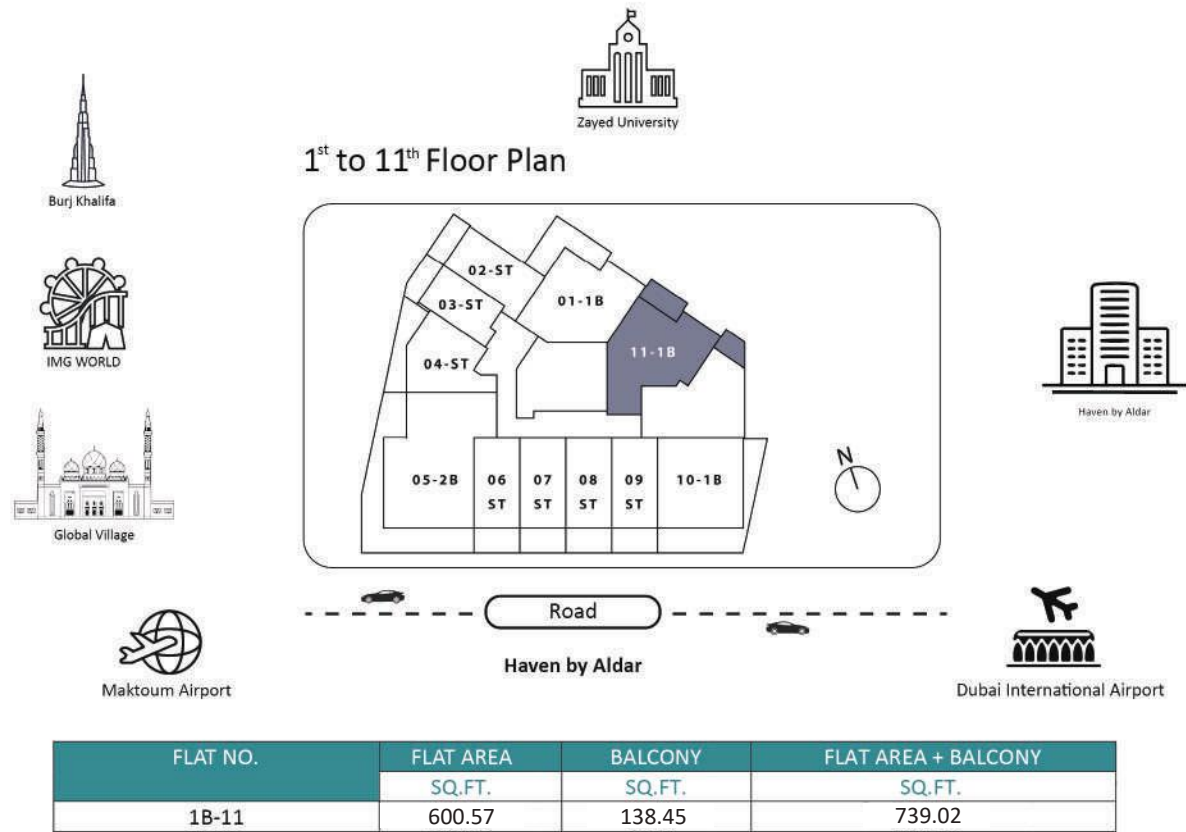 Zayed University
1st to 11th Floor Plan
Burj Khalifa
IMG WORLD
Global Village
02-ST
03-ST
01-1B
04-ST
11-1B
05-2B
06
ST
07
ST
08
ST
09
ST
10-1B
N
Haven by Aldar
Road
Haven by Aldar
Maktoum Airport
Dubai International Airport
FLAT NO. FLAT AREA BALCONY FLAT AREA + BALCONY
SQ.FT. SQ.FT. SQ.FT.
1B-11 600.57 138.45 739.02